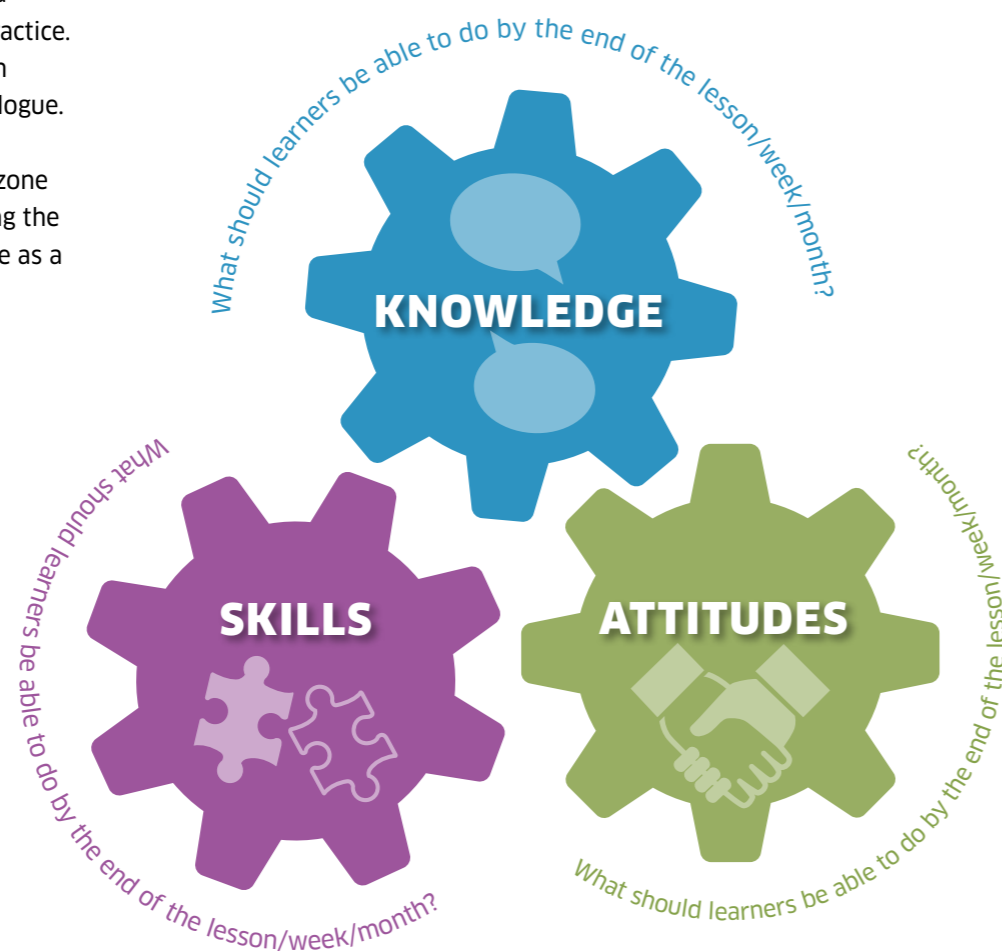 actice.
n
logue.
zone
ng the
e as a
What should learners be able to do by the end of the lesson/week/month?
KNOWLEDGE
What should learners be able to do by the end of the lesson/week/month?
SKILLS
ATTITUDES
What should learners be able to do by the end of the lesson/week/month?